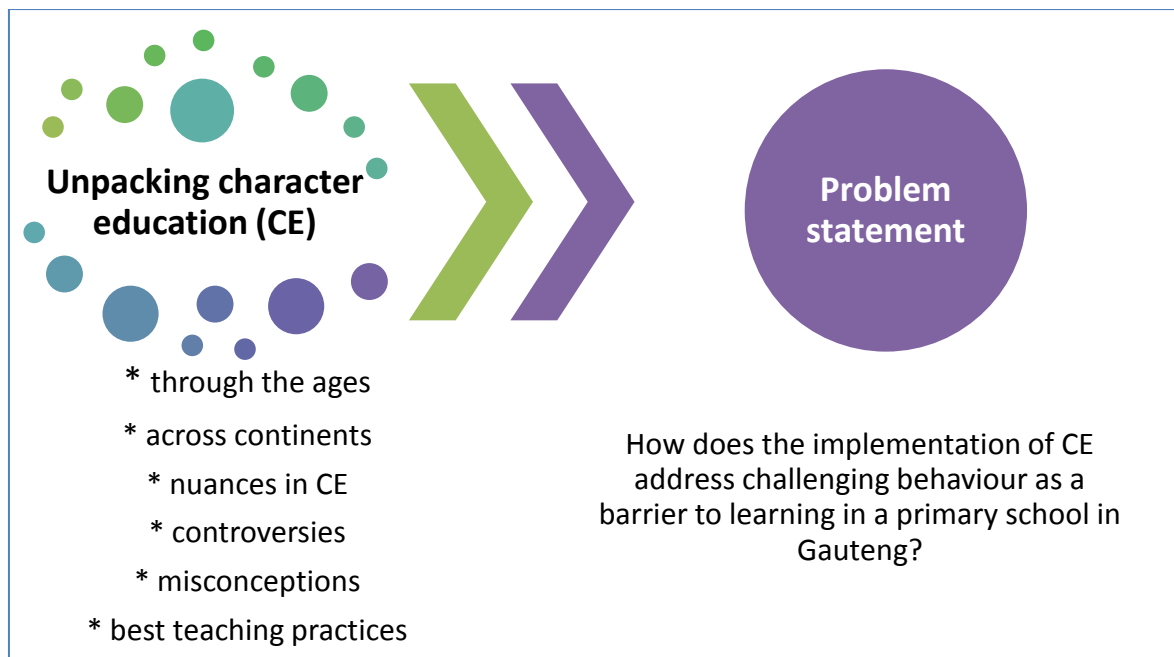 Unpacking character
education (CE)
* through the ages
* across continents
* nuances in CE
* controversies
* misconceptions
* best teaching practices
Problem
statement
How does the implementation of CE
address challenging behaviour as a
barrier to learning in a primary school in
Gauteng?